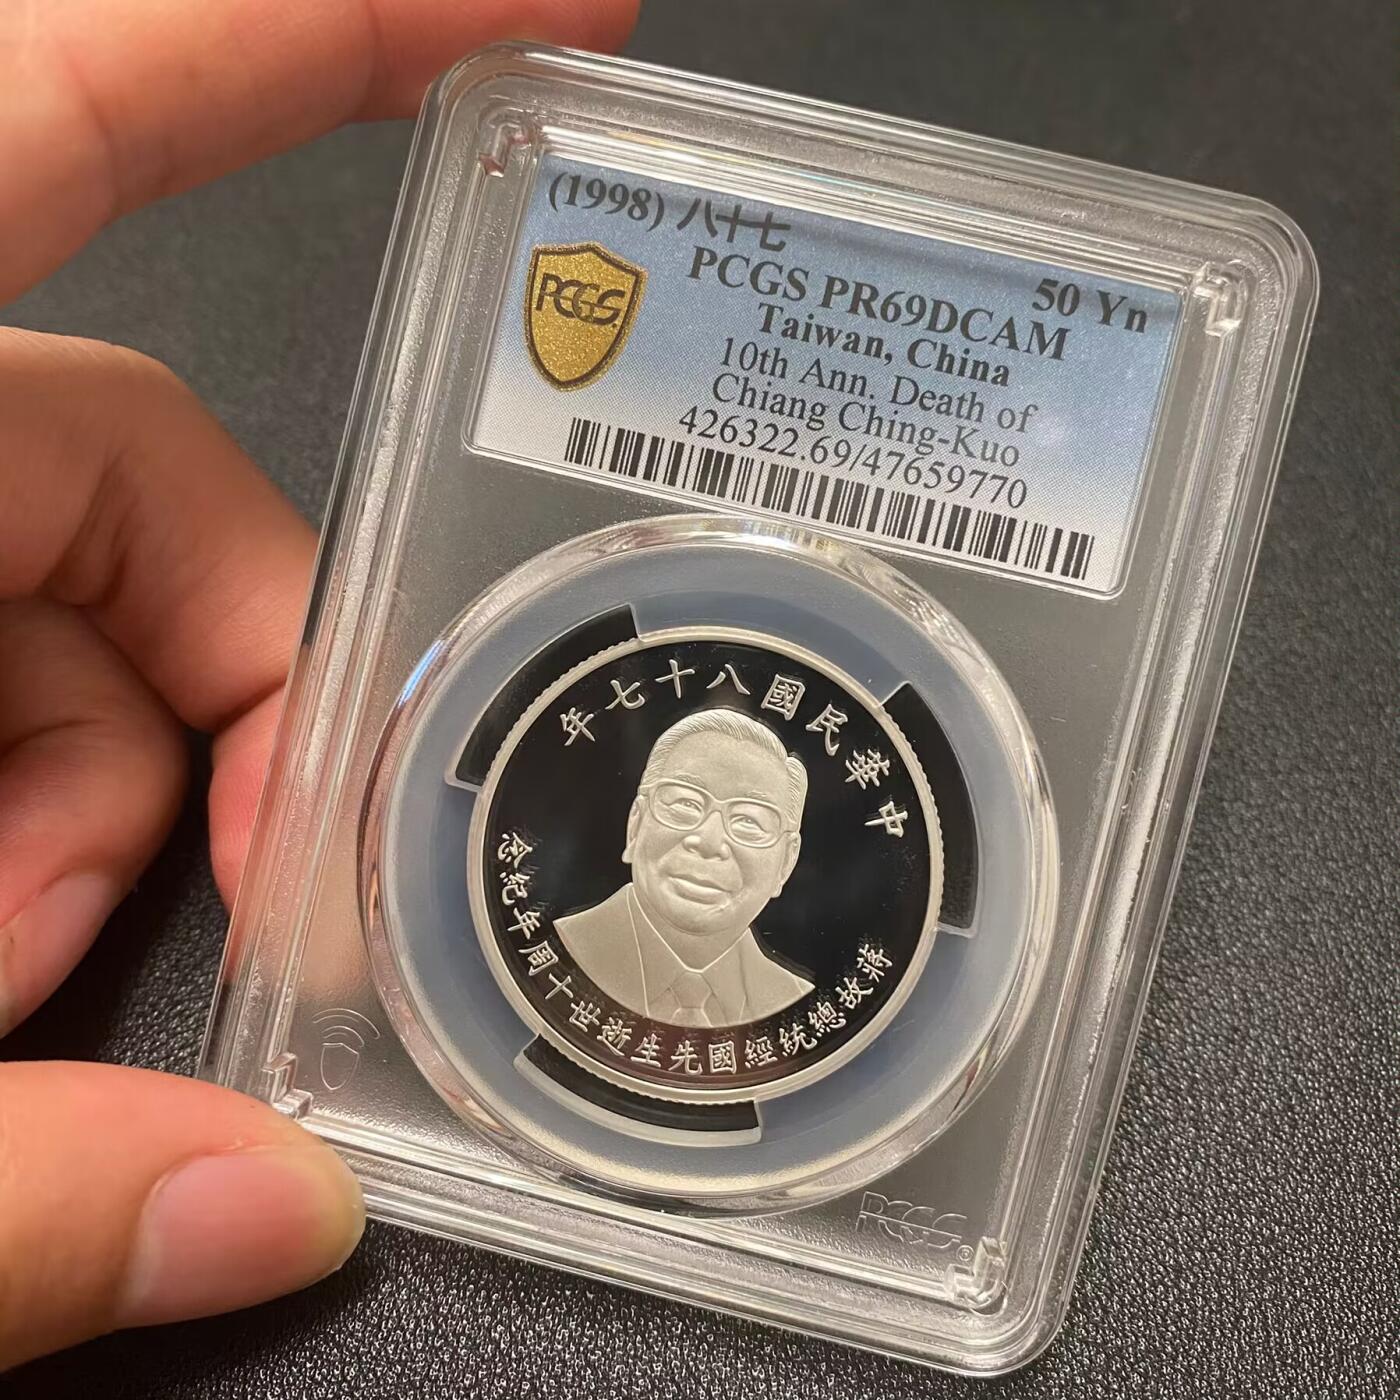 (1998) 八十七
50 Yn
PCGS PR69DCAM
Taiwan, China
10th Ann. Death of
Chiang Ching-Kuo
426322.69/47659770
PCGS
中華民國八十七年
蔣故總統經國先生逝世十周年紀念
PCGS®